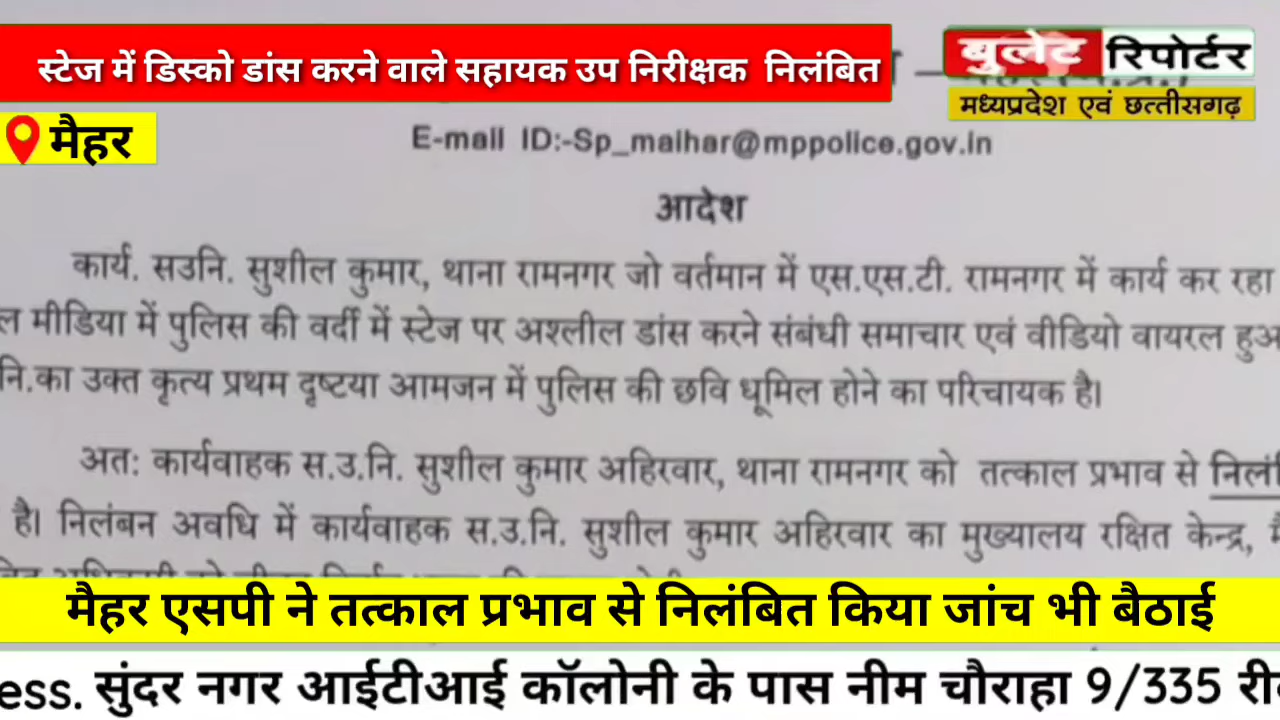 स्टेज में डिस्को डांस करने वाले सहायक उप निरीक्षक निलंबित
बुलेट रिपोर्टर
मध्यप्रदेश एवं छत्तीसगढ़
मैहर
E-mail ID:-Sp_maihar@mppolice.gov.in
आदेश
कार्य. सउनि. सुशील कुमार, थाना रामनगर जो वर्तमान में एस.एस.टी. रामनगर में कार्य कर रहा
ल मीडिया में पुलिस की वर्दी में स्टेज पर अश्लील डांस करने संबंधी समाचार एवं वीडियो वायरल हुअ
नि.का उक्त कृत्य प्रथम दृष्टया आमजन में पुलिस की छवि धूमिल होने का परिचायक है।
अतः कार्यवाहक स.उ.नि. सुशील कुमार अहिरवार, थाना रामनगर को तत्काल प्रभाव से निलं
है। निलंबन अवधि में कार्यवाहक स.उ.नि. सुशील कुमार अहिरवार का मुख्यालय रक्षित केन्द्र,
मैहर एसपी ने तत्काल प्रभाव से निलंबित किया जांच भी बैठाई
ess. सुंदर नगर आईटीआई कॉलोनी के पास नीम चौराहा 9/335 री